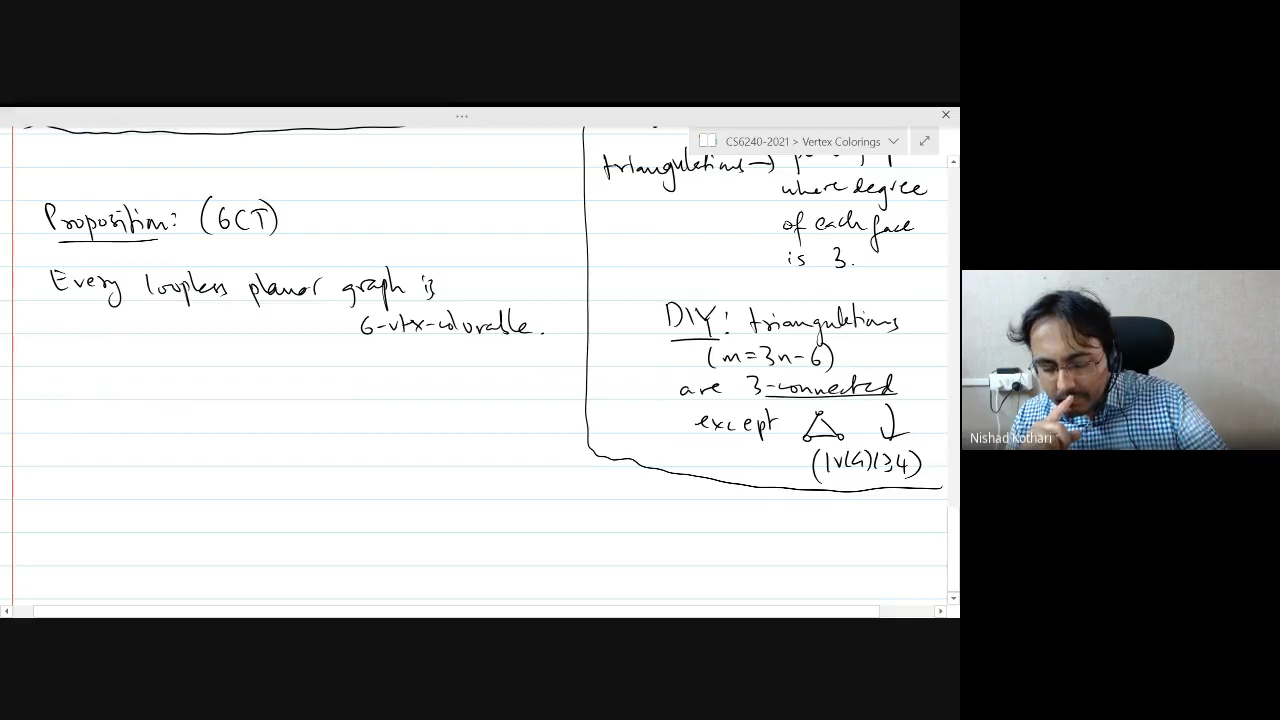 CS6240-2021 > Vertex Colorings
Proposition: (6CT)
Every loopless planar graph is
6-vtx-colourable.
triangulations →
where degree
of each face
is 3.
DIY: triangulations
(m=3n-6)
are 3-connected
except
(|V(G)|≥4)
Nishad Kothari